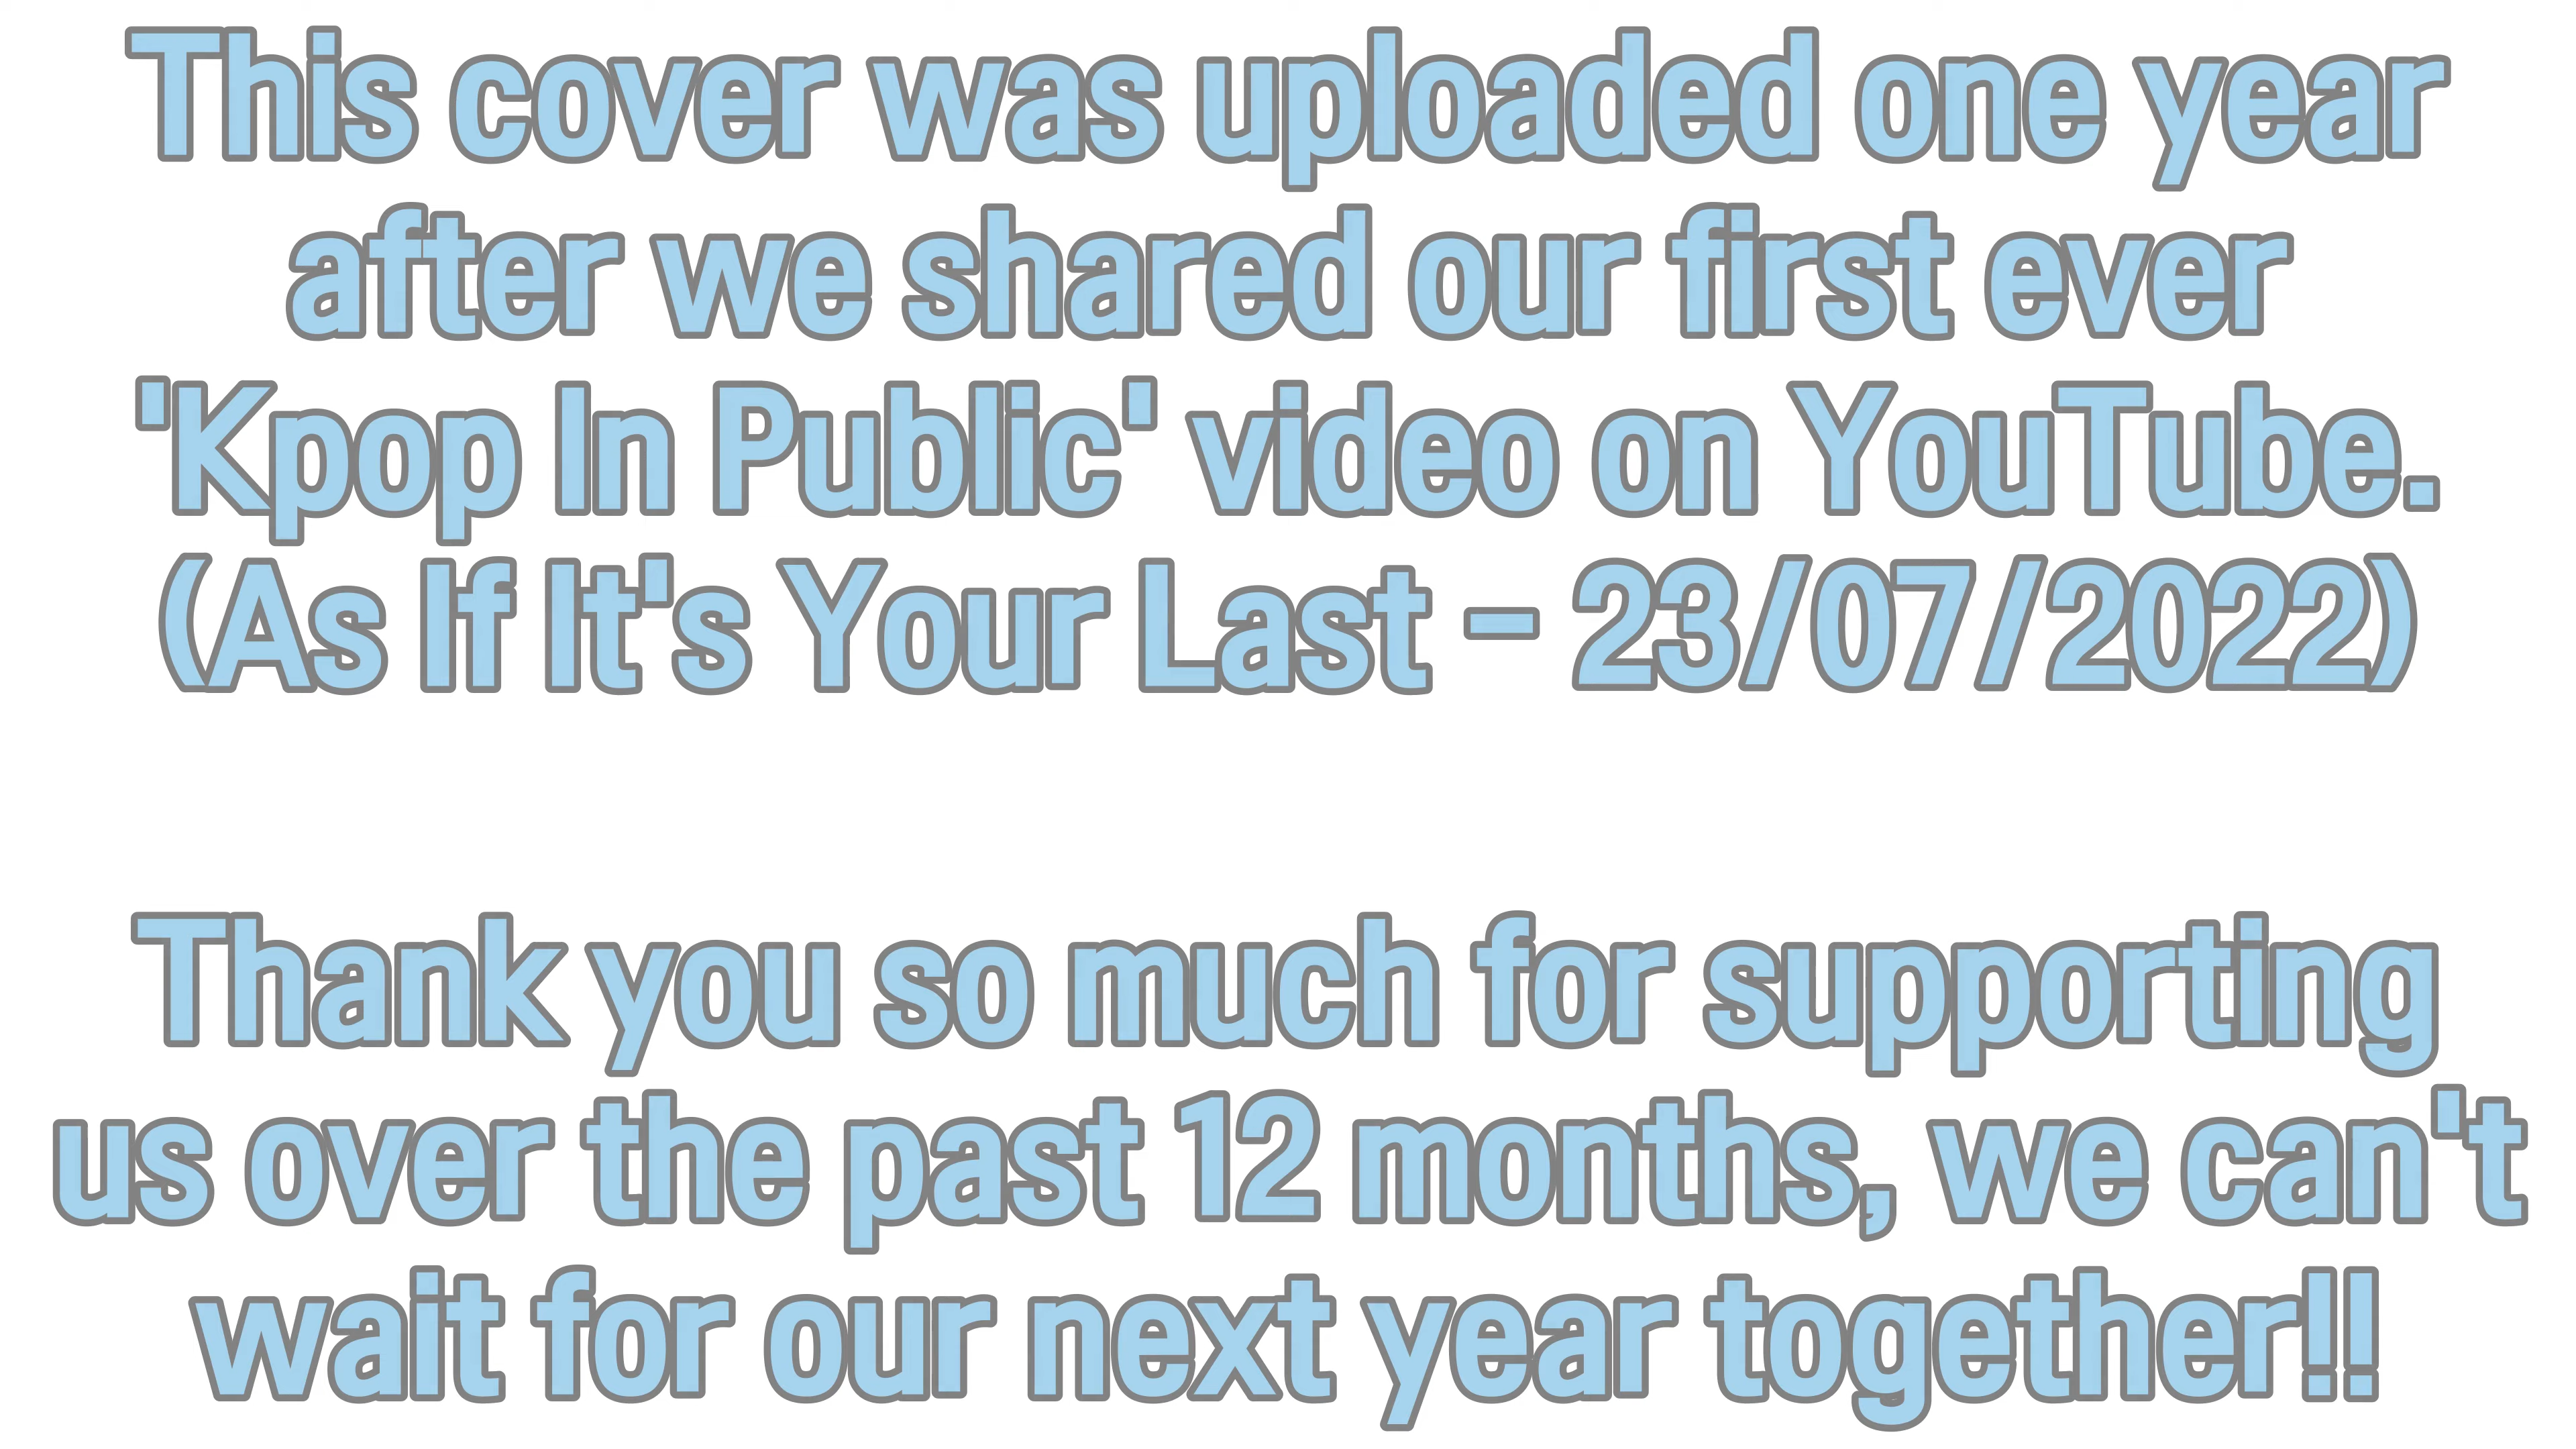 This cover was uploaded one year
after we shared our first ever
'Kpop In Public' video on YouTube.
(As If It's Your Last - 23/07/2022)
Thank you so much for supporting
us over the past 12 months, we can't
wait for our next year together!!